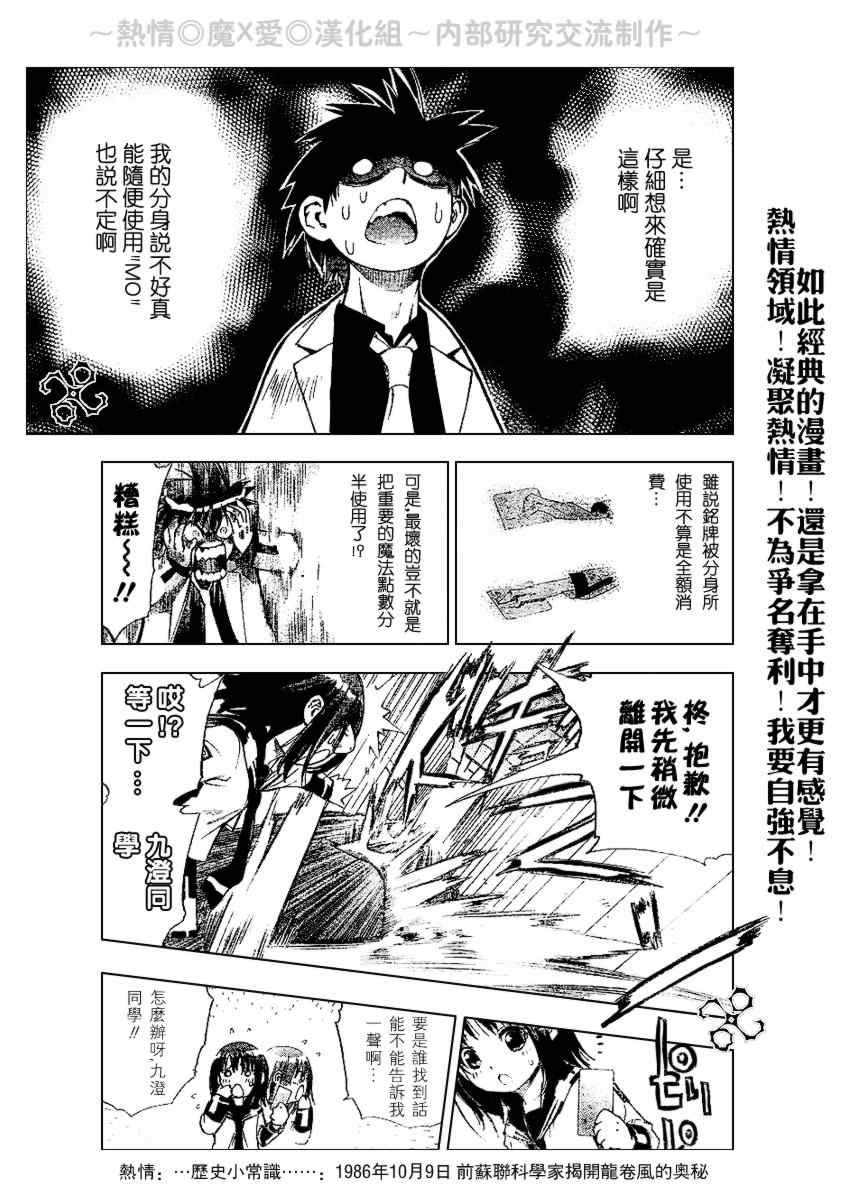 ～熱情◎魔X愛◎漢化組～内部研究交流制作～
是…
仔細想來確實是
這樣啊
我的分身說不好真
能隨便使用"MO"
也說不定啊
如此經典的漫畫！還是拿在手中才更有感覺！
熱情領域！凝聚熱情！不為爭名奪利！我要自強不息！
雖説銘牌被分身所
使用不算是全額消
費…
可是,最壞的豈不就是
把重要的魔法點數分
半使用了!?
糟糕～～!!
柊,抱歉!!
我先稍微
離開一下
哎!?
等一下…
九澄同
學
要是誰找到話
能不能告訴我
一聲啊…
怎麼辦呀,九澄
同學!!
熱情：…歷史小常識……：1986年10月9日 前蘇聯科學家揭開龍卷風的奧秘